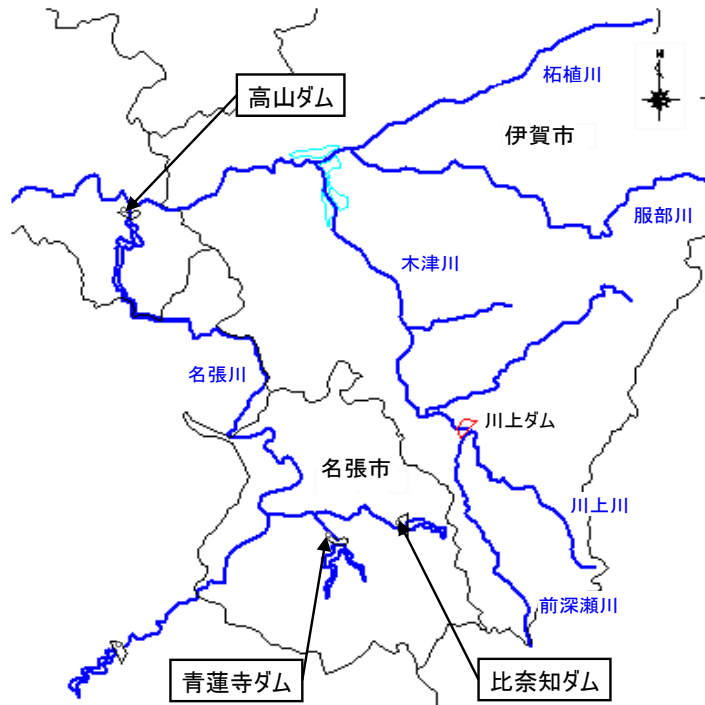 柘植川
高山ダム
伊賀市
服部川
木津川
名張川
川上ダム
名張市
川上川
前深瀬川
青蓮寺ダム
比奈知ダム